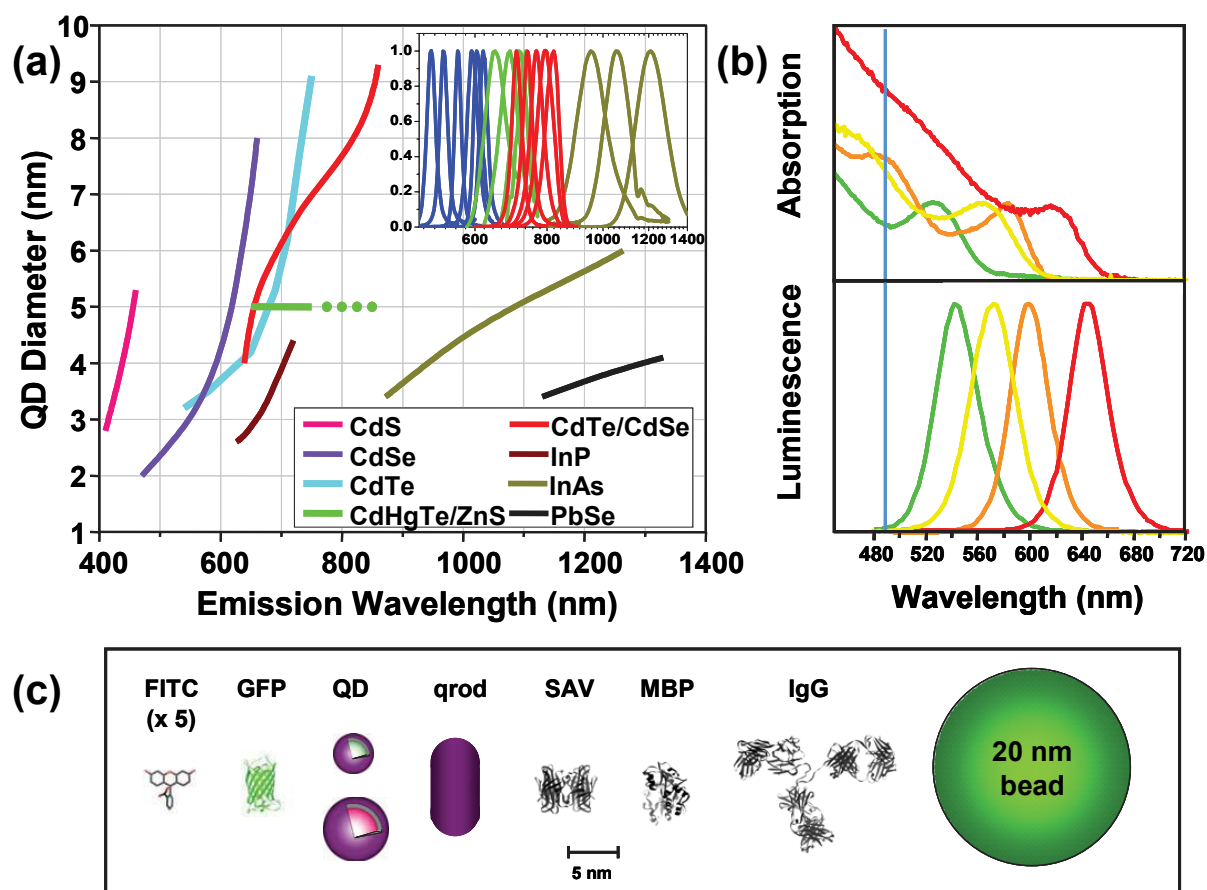 (a)
10
9
8
7
6
5
4
3
2
1
QD Diameter (nm)
400 600 800 1000 1200 1400
Emission Wavelength (nm)
1.0
0.8
0.6
0.4
0.2
0.0
600 800 1000 1200 1400
CdS
CdSe
CdTe
CdHgTe/ZnS
CdTe/CdSe
InP
InAs
PbSe
(b)
Absorption
Luminescence
480 520 560 600 640 680 720
Wavelength (nm)
(c)
FITC GFP QD qrod SAV MBP IgG
(x 5)
20 nm
bead
5 nm